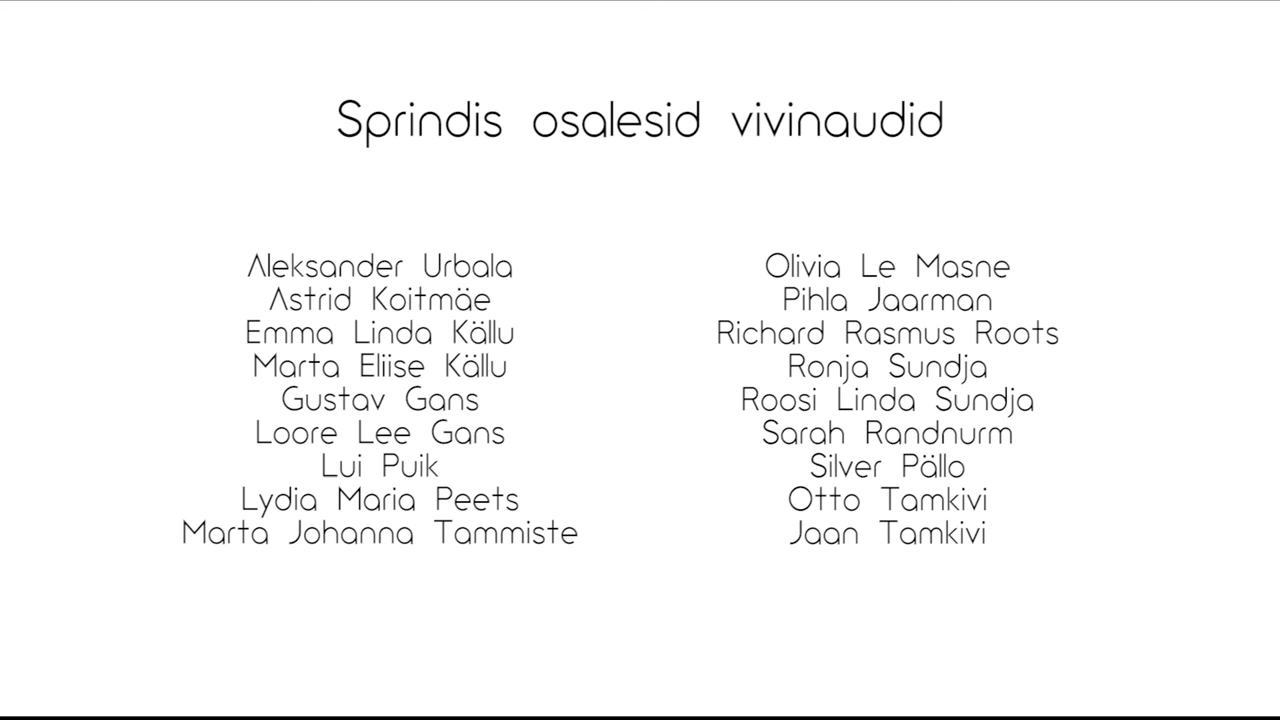 Sprindis osalesid vivinaudid
Aleksander Urbala
Astrid Koitmäe
Emma Linda Källu
Marta Eliise Källu
Gustav Gans
Loore Lee Gans
Lui Puik
Lydia Maria Peets
Marta Johanna Tammiste
Olivia Le Masne
Pihla Jaarman
Richard Rasmus Roots
Ronja Sundja
Roosi Linda Sundja
Sarah Randnurm
Silver Pällo
Otto Tamkivi
Jaan Tamkivi